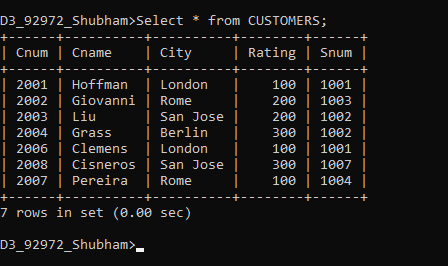 D3_92972_Shubham>Select * from CUSTOMERS;
+------+----------+----------+--------+------+
| Cnum | Cname    | City     | Rating | Snum |
+------+----------+----------+--------+------+
| 2001 | Hoffman  | London   |    100 | 1001 |
| 2002 | Giovanni | Rome     |    200 | 1003 |
| 2003 | Liu      | San Jose |    200 | 1002 |
| 2004 | Grass    | Berlin   |    300 | 1002 |
| 2006 | Clemens  | London   |    100 | 1001 |
| 2008 | Cisneros | San Jose |    300 | 1007 |
| 2007 | Pereira  | Rome     |    100 | 1004 |
+------+----------+----------+--------+------+
7 rows in set (0.00 sec)
D3_92972_Shubham>